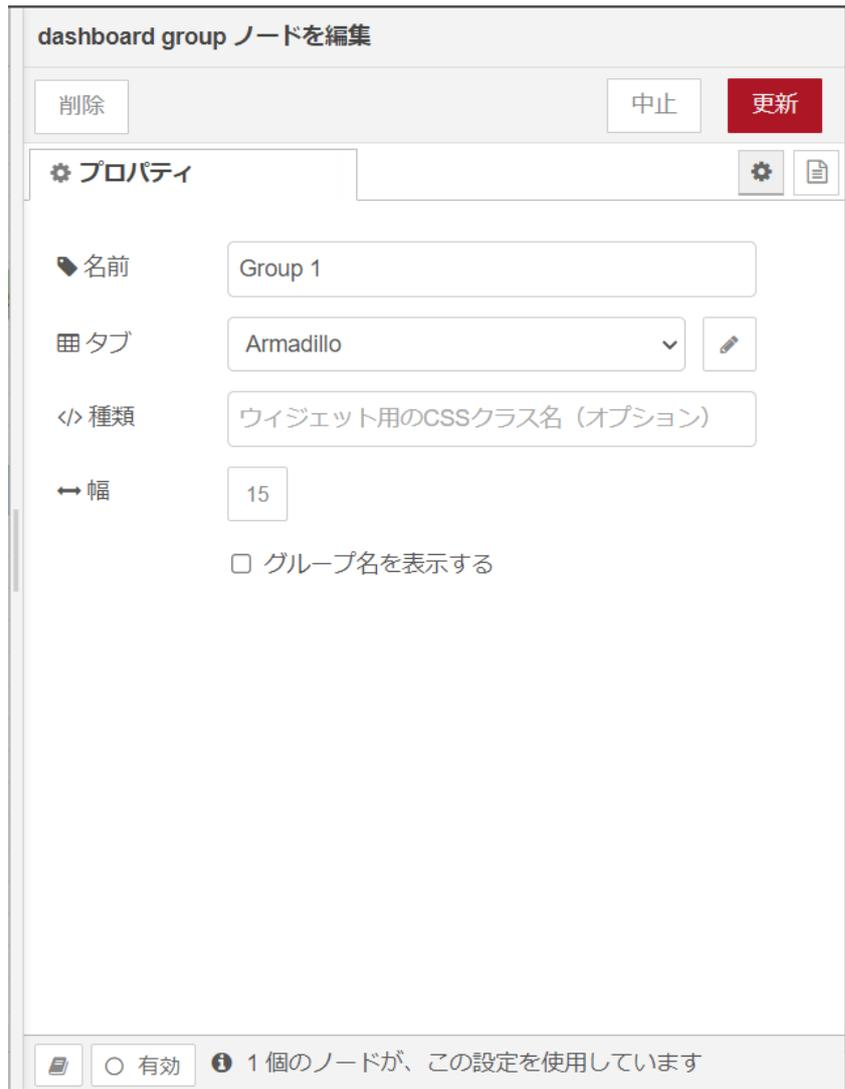 dashboard group ノードを編集
削除 中止 更新
プロパティ
名前 Group 1
タブ Armadillo
</> 種類 ウィジェット用のCSSクラス名（オプション）
幅 15
グループ名を表示する
有効 1 個のノードが、この設定を使用しています